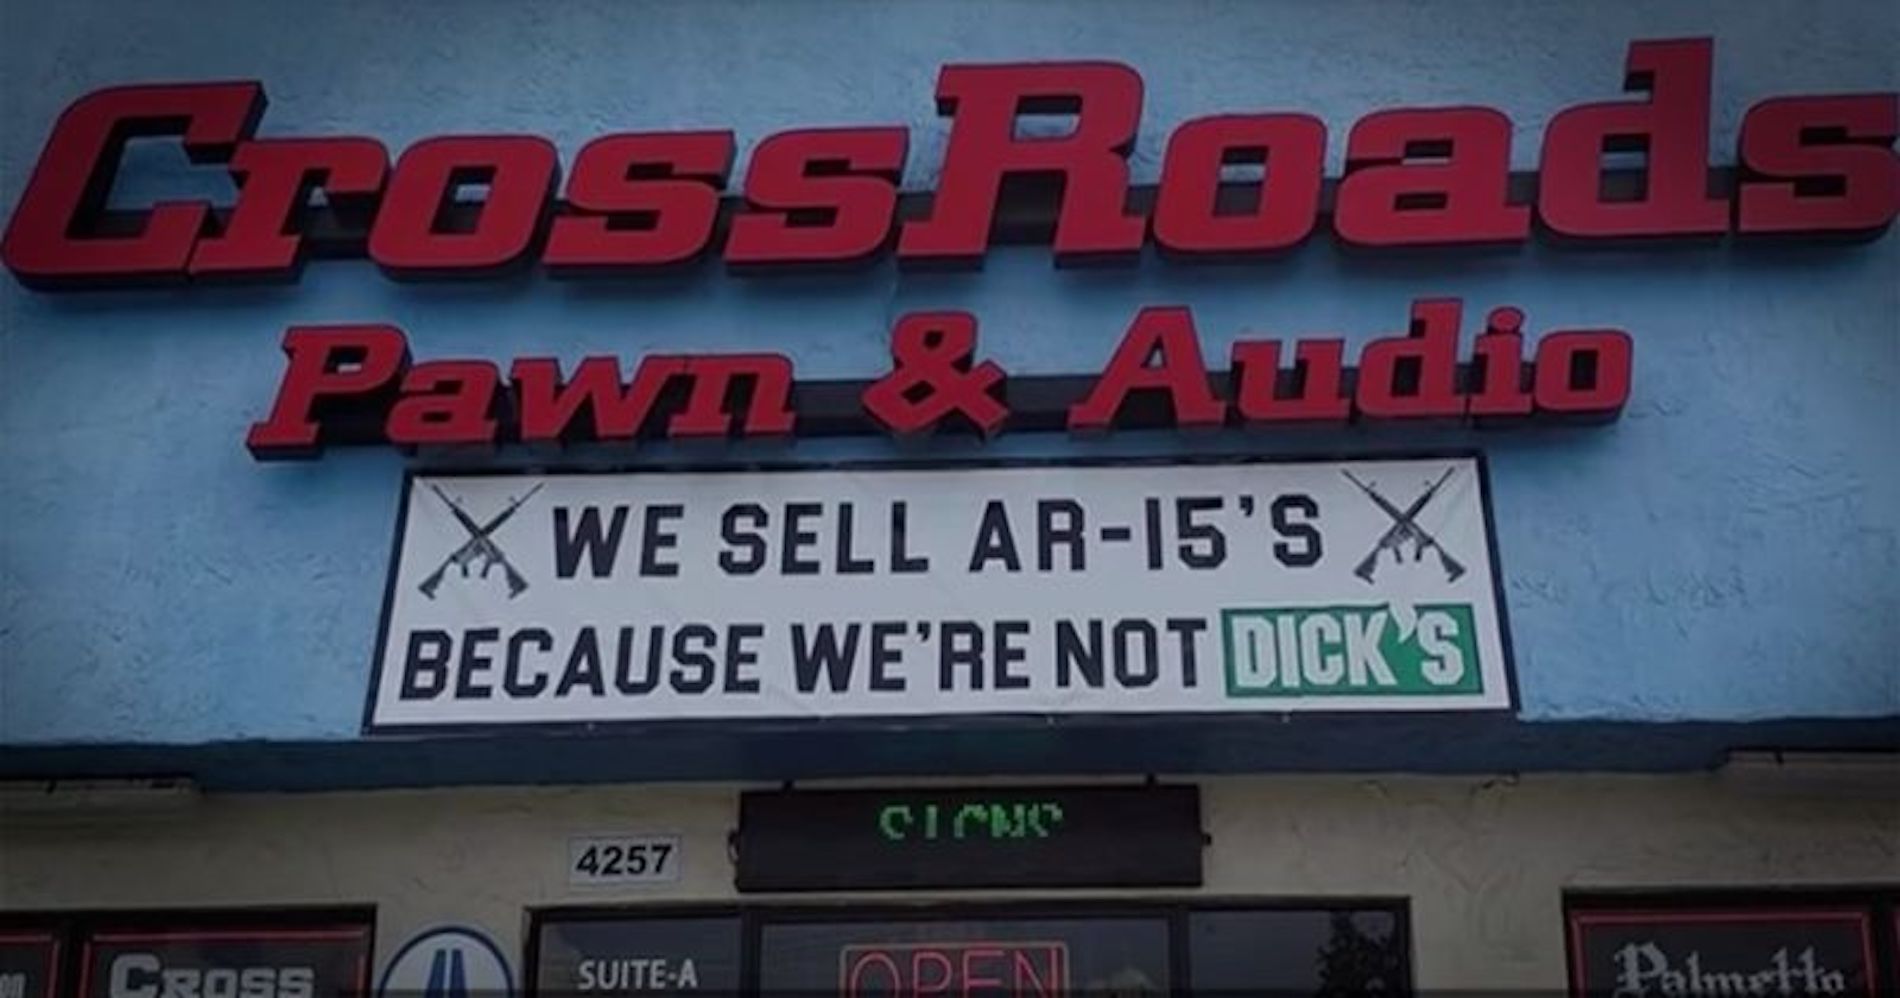 CrossRoads
Pawn & Audio
WE SELL AR-15'S
BECAUSE WE'RE NOT DICK'S
4257
CROSS
SUITE-A
OPEN
Palmetto